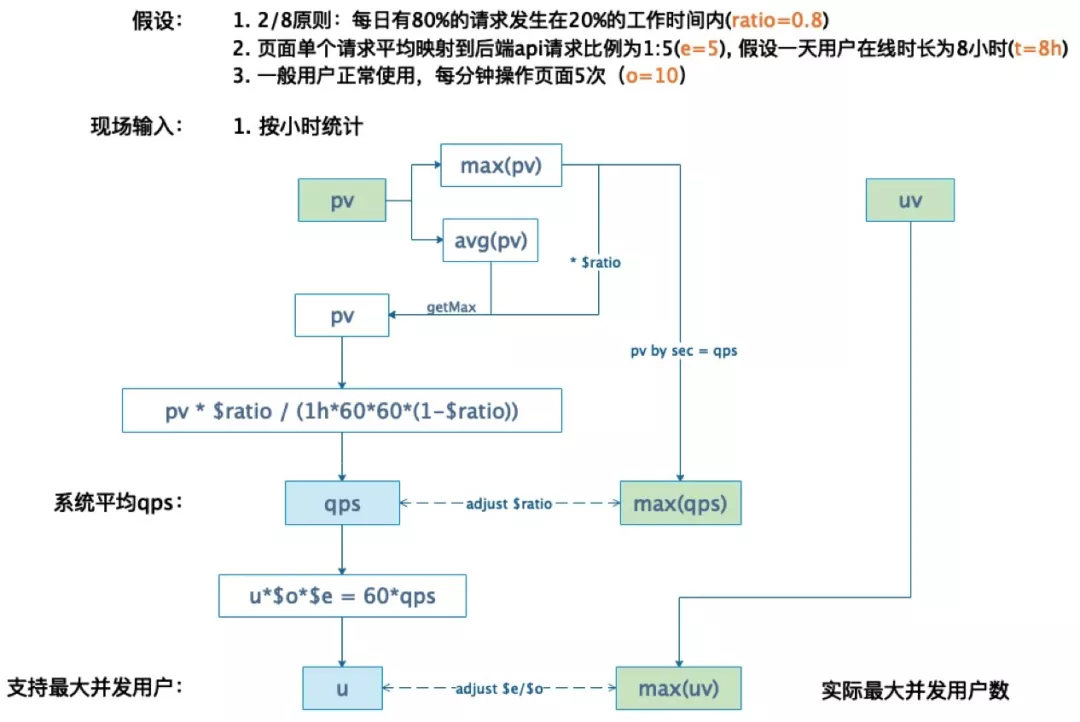 假设： 1. 2/8原则：每日有80%的请求发生在20%的工作时间内(ratio=0.8)
2. 页面单个请求平均映射到后端api请求比例为1:5(e=5), 假设一天用户在线时长为8小时(t=8h)
3. 一般用户正常使用，每分钟操作页面5次（o=10）
现场输入： 1. 按小时统计
max(pv)
pv
uv
avg(pv)
* $ratio
getMax
pv
pv by sec = qps
pv * $ratio / (1h*60*60*(1-$ratio))
系统平均qps： qps adjust $ratio max(qps)
u*$o*$e = 60*qps
支持最大并发用户： u adjust $e/$o max(uv) 实际最大并发用户数